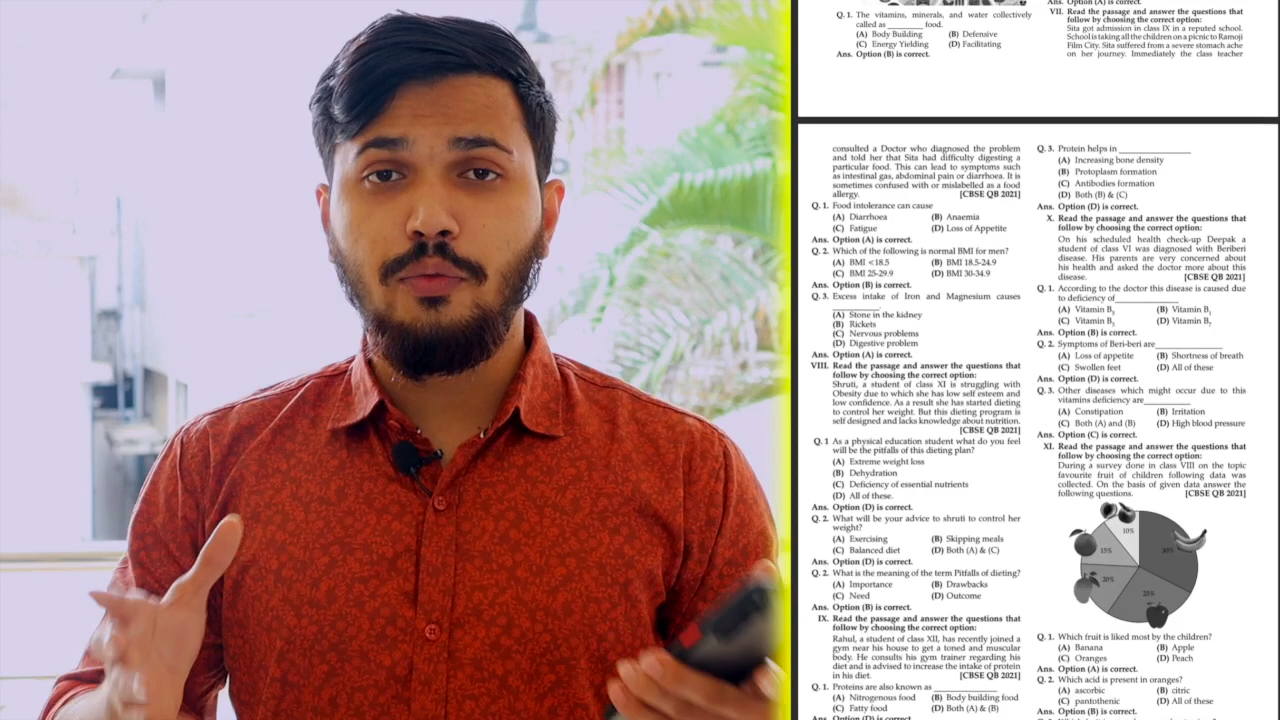 Q. 1. The vitamins, minerals, and water collectively
called as ________ food.
(A) Body Building (B) Defensive
(C) Energy Yielding (D) Facilitating
Ans. Option (B) is correct.
Ans. Option (A) is correct.
VII. Read the passage and answer the questions that
follow by choosing the correct option:
Sita got admission in class IX in a reputed school.
School is taking all the children on a picnic to Ramoji
Film City. Sita suffered from a severe stomach ache
on her journey. Immediately the class teacher
consulted a Doctor who diagnosed the problem
and told her that Sita had difficulty digesting a
particular food. This can lead to symptoms such
as intestinal gas, abdominal pain or diarrhoea. It is
sometimes confused with or mislabelled as a food
allergy. [CBSE QB 2021]
Q. 1. Food intolerance can cause
(A) Diarrhoea (B) Anaemia
(C) Fatigue (D) Loss of Appetite
Ans. Option (A) is correct.
Q. 2. Which of the following is normal BMI for men?
(A) BMI <18.5 (B) BMI 18.5-24.9
(C) BMI 25-29.9 (D) BMI 30-34.9
Ans. Option (B) is correct.
Q. 3. Excess intake of Iron and Magnesium causes
__________.
(A) Stone in the kidney
(B) Rickets
(C) Nervous problems
(D) Digestive problem
Ans. Option (A) is correct.
VIII. Read the passage and answer the questions that
follow by choosing the correct option:
Shruti, a student of class XI is struggling with
Obesity due to which she has low self esteem and
low confidence. As a result she has started dieting
to control her weight. But this dieting program is
self designed and lacks knowledge about nutrition.
[CBSE QB 2021]
Q. 1 As a physical education student what do you feel
will be the pitfalls of this dieting plan?
(A) Extreme weight loss
(B) Dehydration
(C) Deficiency of essential nutrients
(D) All of these.
Ans. Option (D) is correct.
Q. 2. What will be your advice to shruti to control her
weight?
(A) Exercising (B) Skipping meals
(C) Balanced diet (D) Both (A) & (C)
Ans. Option (D) is correct.
Q. 2. What is the meaning of the term Pitfalls of dieting?
(A) Importance (B) Drawbacks
(C) Need (D) Outcome
Ans. Option (B) is correct.
IX. Read the passage and answer the questions that
follow by choosing the correct option:
Rahul, a student of class XII, has recently joined a
gym near his house to get a toned and muscular
body. He consults his gym trainer regarding his
diet and is advised to increase the intake of protein
in his diet. [CBSE QB 2021]
Q. 1. Proteins are also known as ____________
(A) Nitrogenous food (B) Body building food
(C) Fatty food (D) Both (A) & (B)
Ans. Option (D) is correct.
Q. 3. Protein helps in ______________
(A) Increasing bone density
(B) Protoplasm formation
(C) Antibodies formation
(D) Both (B) & (C)
Ans. Option (D) is correct.
X. Read the passage and answer the questions that
follow by choosing the correct option:
On his scheduled health check-up Deepak a
student of class VI was diagnosed with Beriberi
disease. His parents are very concerned about
his health and asked the doctor more about this
disease. [CBSE QB 2021]
Q. 1. According to the doctor this disease is caused due
to deficiency of____________
(A) Vitamin B (B) Vitamin B
(C) Vitamin B (D) Vitamin B
Ans. Option (B) is correct.
Q. 2. Symptoms of Beri-beri are____________
(A) Loss of appetite (B) Shortness of breath
(C) Swollen feet (D) All of these
Ans. Option (D) is correct.
Q. 3. Other diseases which might occur due to this
vitamins deficiency are_________
(A) Constipation (B) Irritation
(C) Both (A) and (B) (D) High blood pressure
Ans. Option (C) is correct.
XI. Read the passage and answer the questions that
follow by choosing the correct option:
During a survey done in class VIII on the topic
favourite fruit of children following data was
collected. On the basis of given data answer the
following questions. [CBSE QB 2021]
10%
30%
15%
20%
25%
Q. 1. Which fruit is liked most by the children?
(A) Banana (B) Apple
(C) Oranges (D) Peach
Ans. Option (A) is correct.
Q. 2. Which acid is present in oranges?
(A) ascorbic (B) citric
(C) pantothenic (D) All of these
Ans. Option (B) is correct.